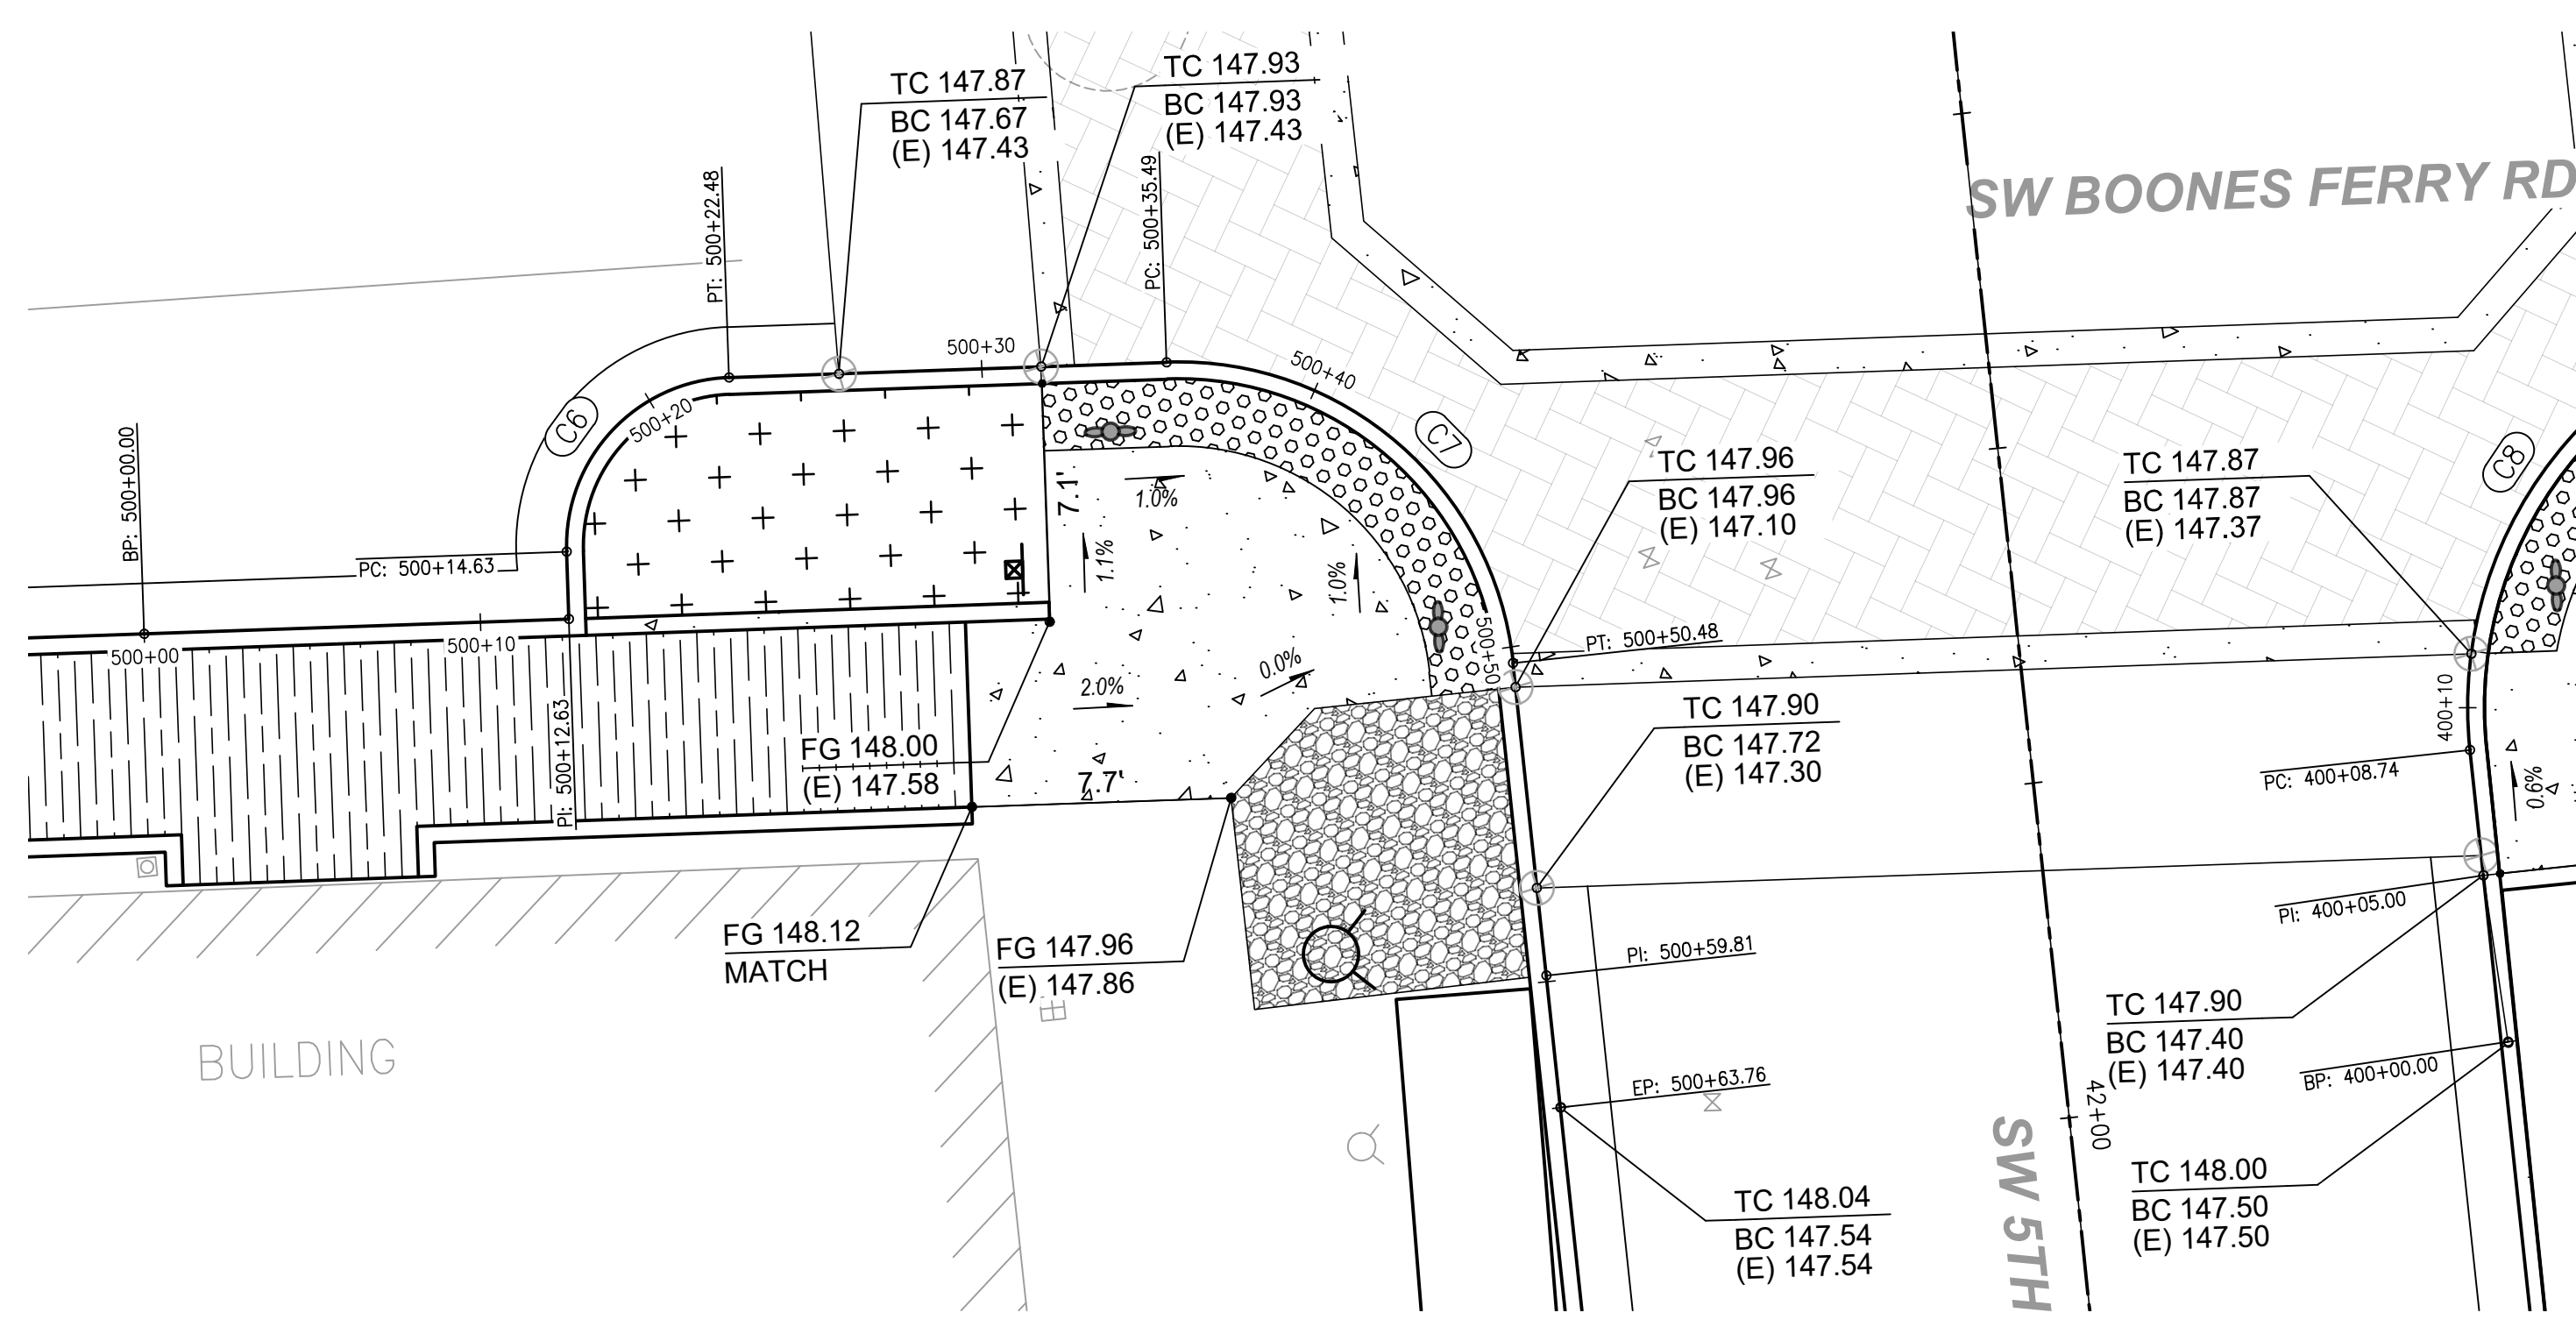 TC 147.87
BC 147.67
(E) 147.43
TC 147.93
BC 147.93
(E) 147.43
PT: 500+22.48
PC: 500+35.49
SW BOONES FERRY RD
500+30
500+40
500+20
C6
C7
C8
BP: 500+00.00
PC: 500+14.63
7.1'
1.0%
1.1%
1.0%
TC 147.96
BC 147.96
(E) 147.10
TC 147.87
BC 147.87
(E) 147.37
500+00
500+10
500+50
PT: 500+50.48
0.0%
2.0%
PI: 500+12.63
FG 148.00
(E) 147.58
7.7'
TC 147.90
BC 147.72
(E) 147.30
400+10
PC: 400+08.74
0.6%
FG 148.12
MATCH
FG 147.96
(E) 147.86
PI: 500+59.81
PI: 400+05.00
TC 147.90
BC 147.40
(E) 147.40
BUILDING
EP: 500+63.76
BP: 400+00.00
42+00
TC 148.04
BC 147.54
(E) 147.54
SW 5TH
TC 148.00
BC 147.50
(E) 147.50